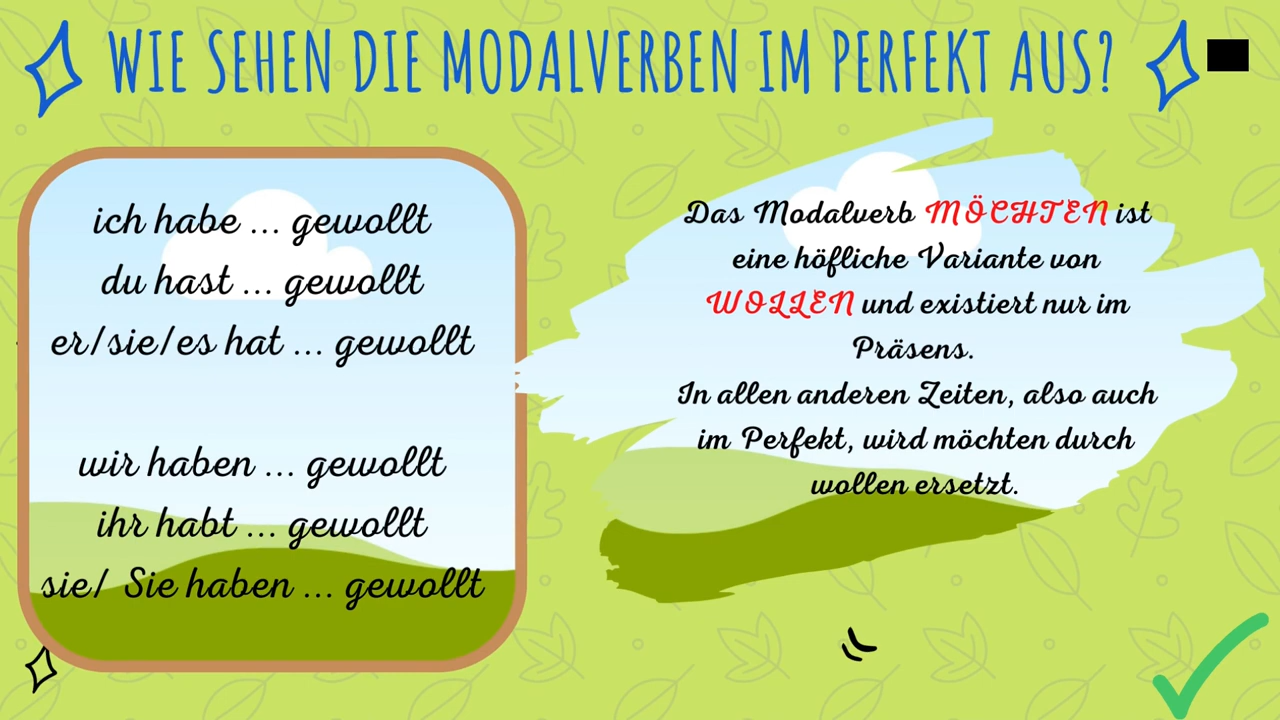 WIE SEHEN DIE MODALVERBEN IM PERFEKT AUS?
ich habe ... gewollt
du hast ... gewollt
er/sie/es hat ... gewollt
wir haben ... gewollt
ihr habt ... gewollt
sie/ Sie haben ... gewollt
Das Modalverb MÖCHTEN ist
eine höfliche Variante von
WOLLEN und existiert nur im
Präsens.
In allen anderen Zeiten, also auch
im Perfekt, wird möchten durch
wollen ersetzt.